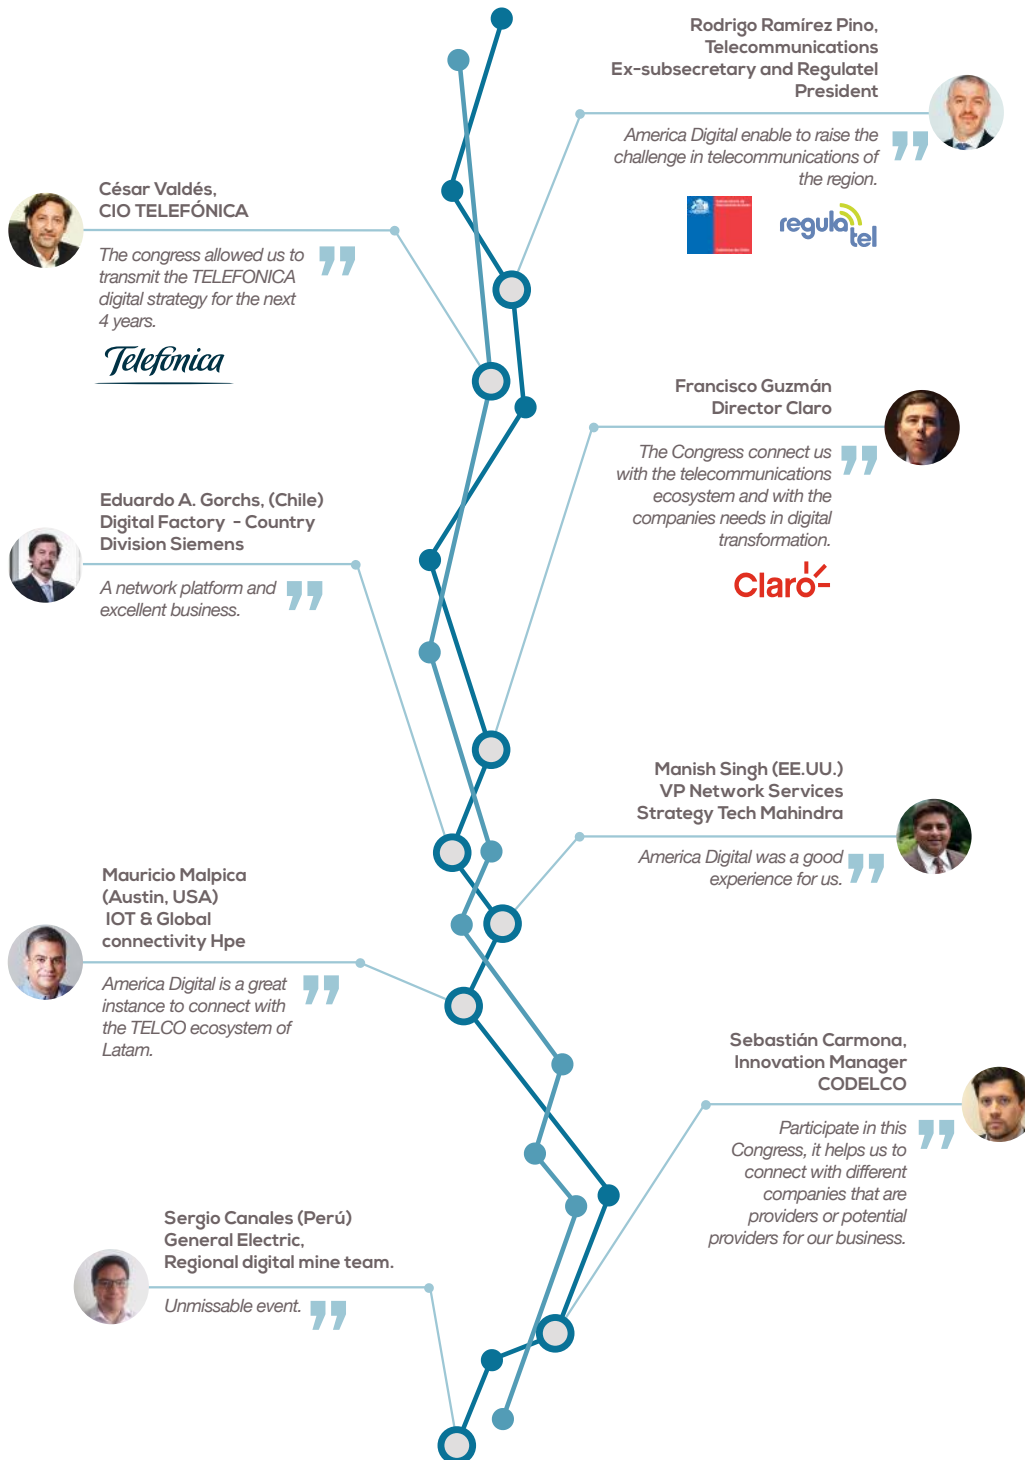 Rodrigo Ramírez Pino,
Telecommunications
Ex-subsecretary and Regulatel
President
America Digital enable to raise the
challenge in telecommunications of
the region.
regulatel
César Valdés,
CIO TELEFÓNICA
The congress allowed us to
transmit the TELEFONICA
digital strategy for the next
4 years.
Telefónica
Francisco Guzmán
Director Claro
The Congress connect us
with the telecommunications
ecosystem and with the
companies needs in digital
transformation.
Claro
Eduardo A. Gorchs, (Chile)
Digital Factory - Country
Division Siemens
A network platform and
excellent business.
Manish Singh (EE.UU.)
VP Network Services
Strategy Tech Mahindra
America Digital was a good
experience for us.
Mauricio Malpica
(Austin, USA)
IOT & Global
connectivity Hpe
America Digital is a great
instance to connect with
the TELCO ecosystem of
Latam.
Sebastián Carmona,
Innovation Manager
CODELCO
Participate in this
Congress, it helps us to
connect with different
companies that are
providers or potential
providers for our business.
Sergio Canales (Perú)
General Electric,
Regional digital mine team.
Unmissable event.